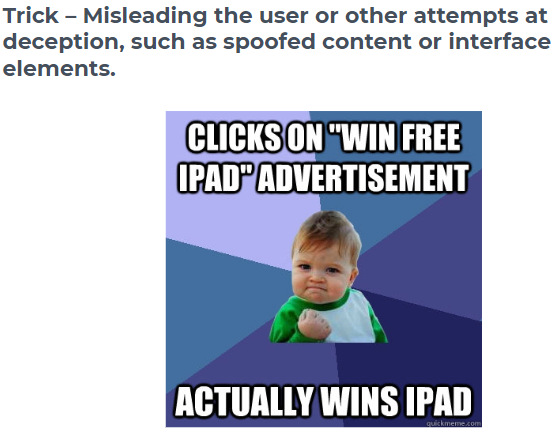 Trick – Misleading the user or other attempts at
deception, such as spoofed content or interface
elements.
CLICKS ON "WIN FREE
IPAD" ADVERTISEMENT
ACTUALLY WINS IPAD
quickmeme.com